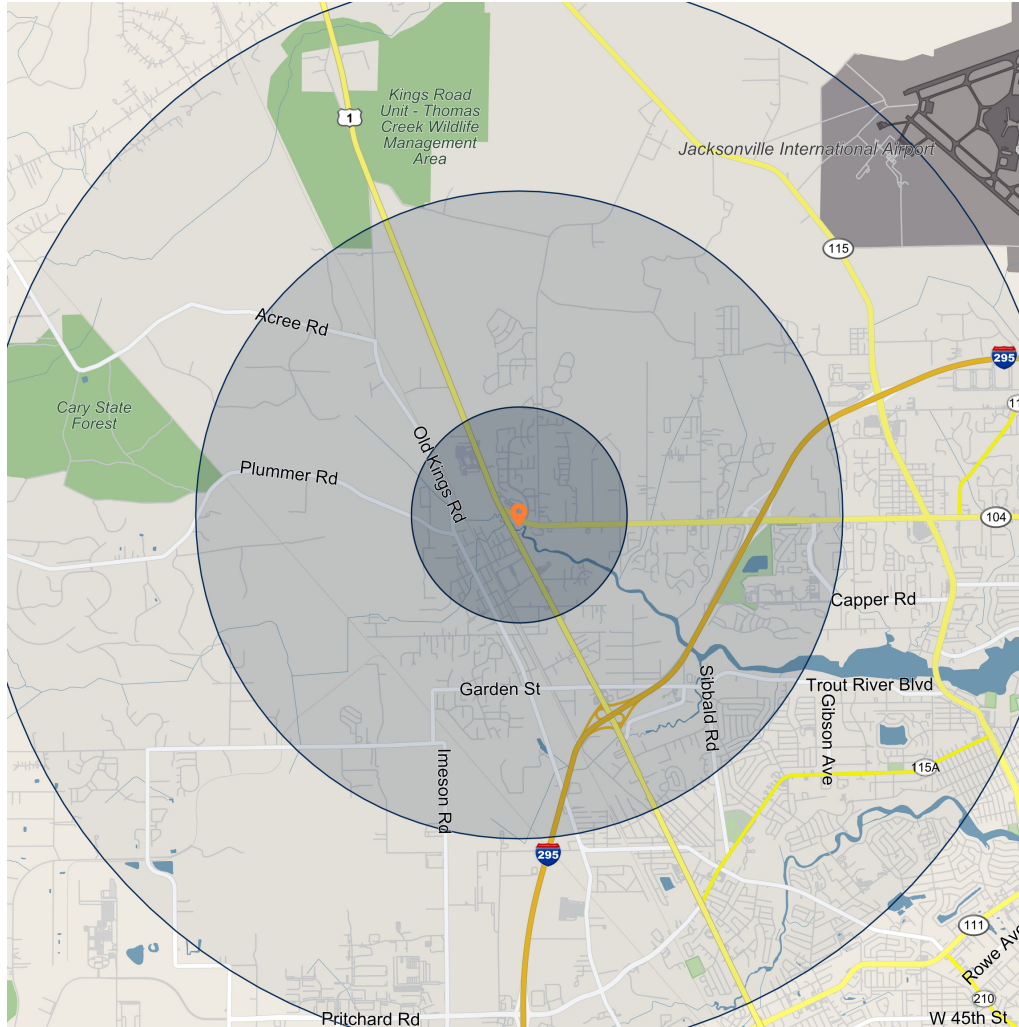 Kings Road
Unit - Thomas
Creek Wildlife
Management
Area
1
Jacksonville International Airport
115
Acree Rd
295
Cary State
Forest
Old Kings Rd
Plummer Rd
104
Capper Rd
Garden St
Sibbald Rd
Trout River Blvd
Gibson Ave
Imeson Rd
115A
295
111
Rowe Ave
210
Pritchard Rd
W 45th St